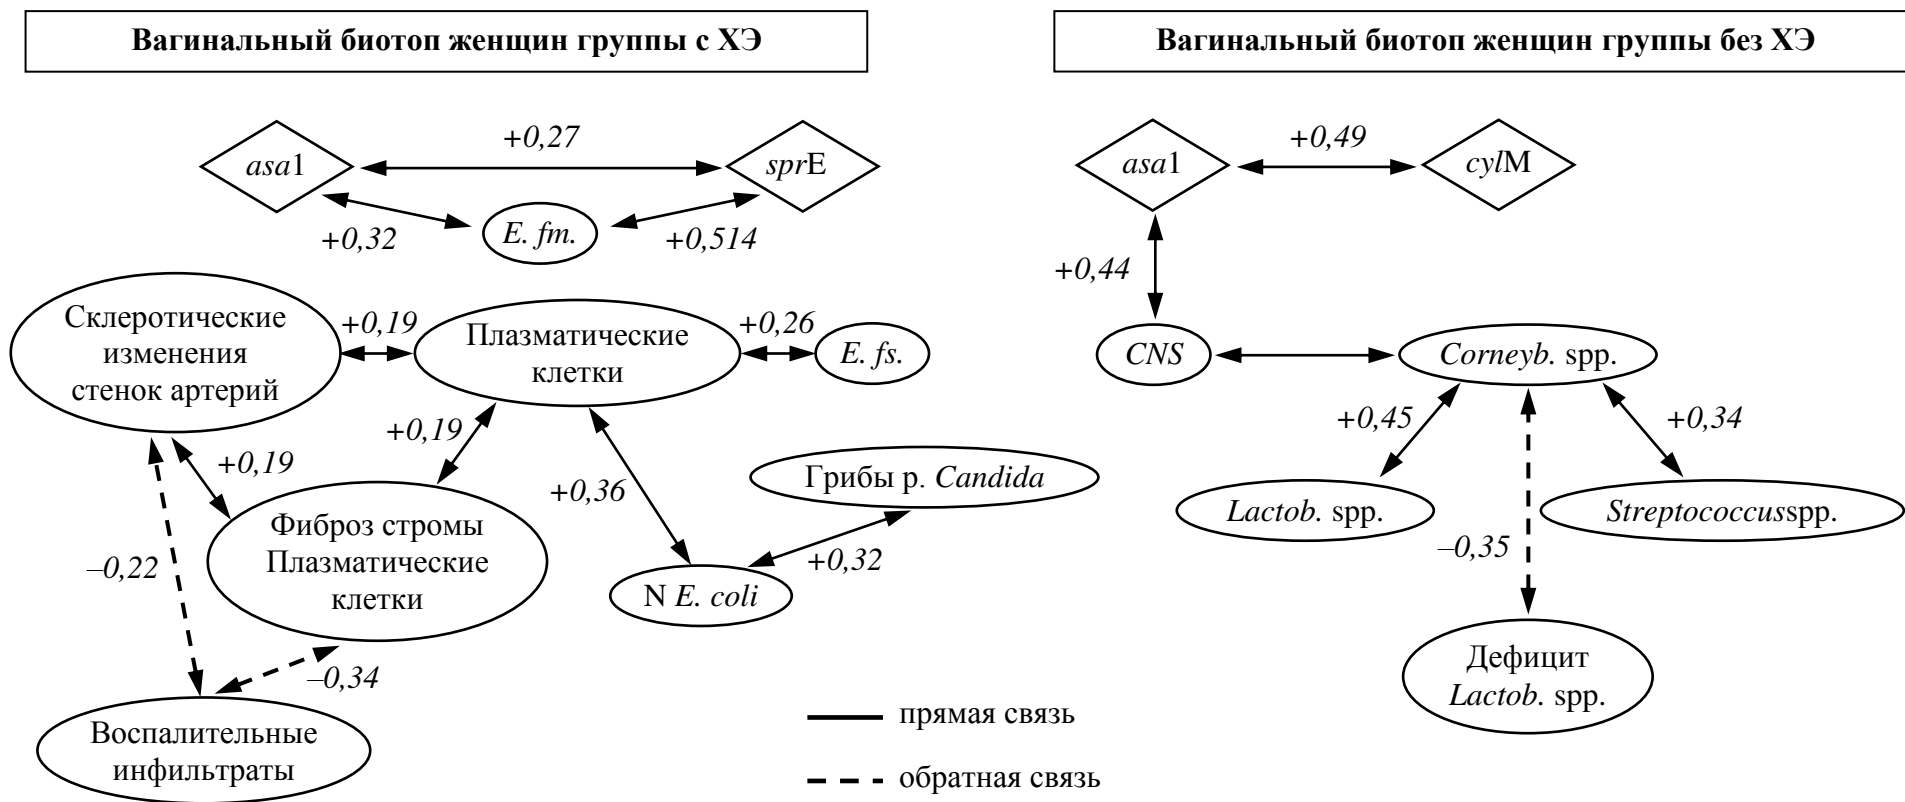 Вагинальный биотоп женщин группы с ХЭ
asa1
+0,27
sprE
+0,32
E. fm.
+0,514
Склеротические
изменения
стенок артерий
+0,19
Плазматические
клетки
+0,26
E. fs.
+0,19
+0,19
+0,36
Грибы р. Candida
Фиброз стромы
Плазматические
клетки
+0,32
N E. coli
–0,22
–0,34
Воспалительные
инфильтраты
Вагинальный биотоп женщин группы без ХЭ
asa1
+0,49
cylM
+0,44
CNS
Corneyb. spp.
+0,45
+0,34
Lactob. spp.
Streptococcusspp.
–0,35
Дефицит
Lactob. spp.
прямая связь
обратная связь